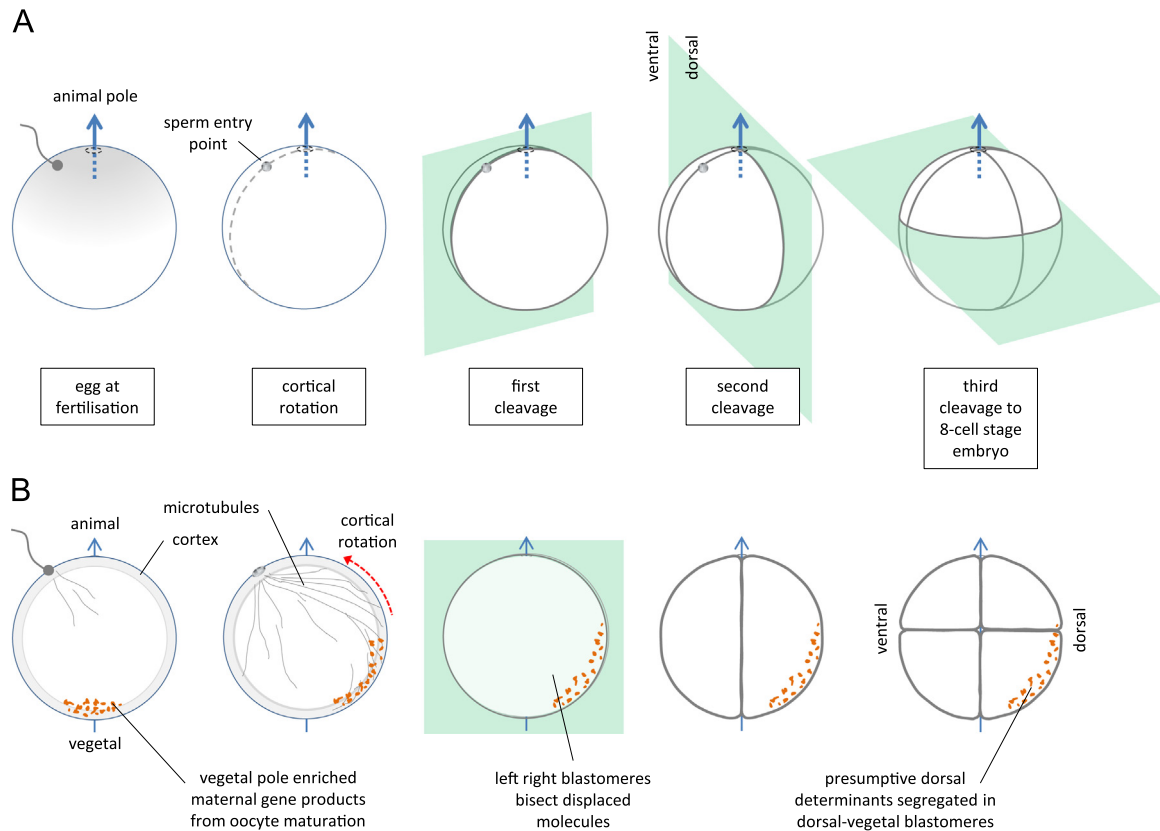 A
animal pole
sperm entry
point
ventral
dorsal
egg at
fertilisation
cortical
rotation
first
cleavage
second
cleavage
third
cleavage to
8-cell stage
embryo
B
animal
microtubules
cortex
cortical
rotation
vegetal
ventral
dorsal
vegetal pole enriched
maternal gene products
from oocyte maturation
left right blastomeres
bisect displaced
molecules
presumptive dorsal
determinants segregated in
dorsal-vegetal blastomeres